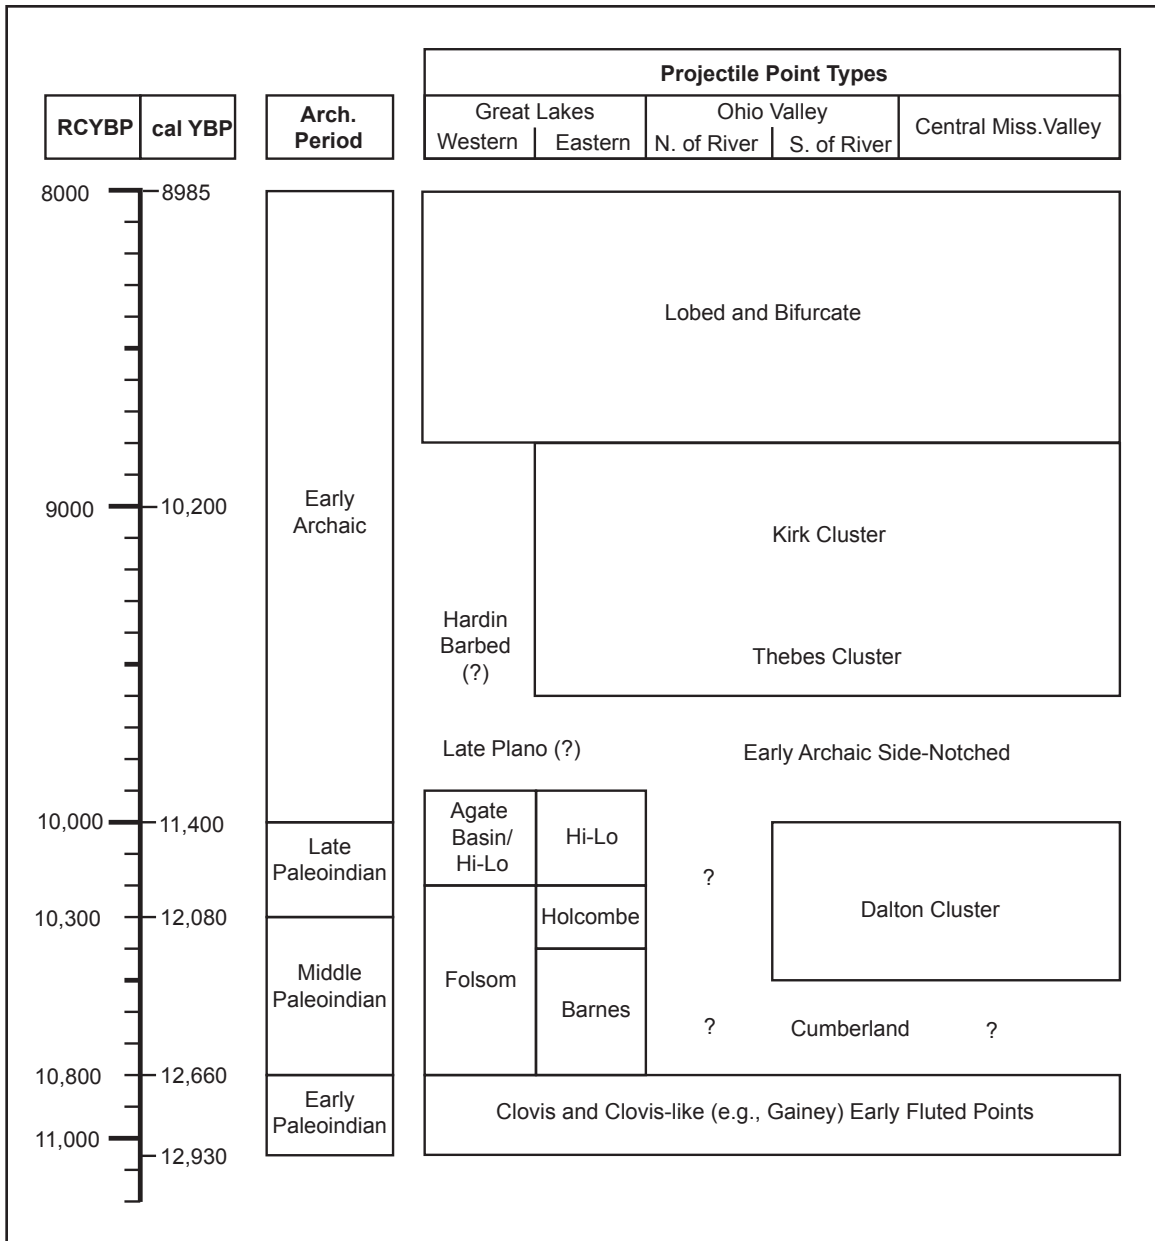 Projectile Point Types
RCYBP
cal YBP
Arch.
Period
Great Lakes
Western
Eastern
Ohio Valley
N. of River
S. of River
Central Miss.Valley
8000
8985
Lobed and Bifurcate
9000
10,200
Early
Archaic
Kirk Cluster
Hardin
Barbed
(?)
Thebes Cluster
Late Plano (?)
Early Archaic Side-Notched
10,000
11,400
Late
Paleoindian
Agate
Basin/
Hi-Lo
Hi-Lo
?
Dalton Cluster
10,300
12,080
Holcombe
Middle
Paleoindian
Folsom
Barnes
?
Cumberland
?
10,800
12,660
Early
Paleoindian
Clovis and Clovis-like (e.g., Gainey) Early Fluted Points
11,000
12,930